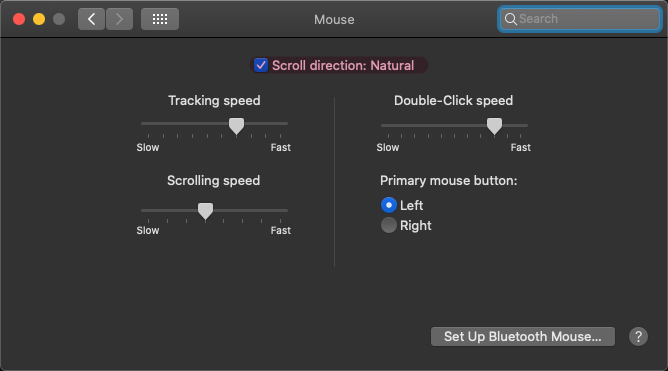 Mouse
Search
Scroll direction: Natural
Tracking speed
Slow Fast
Scrolling speed
Slow Fast
Double-Click speed
Slow Fast
Primary mouse button:
Left
Right
Set Up Bluetooth Mouse...
?